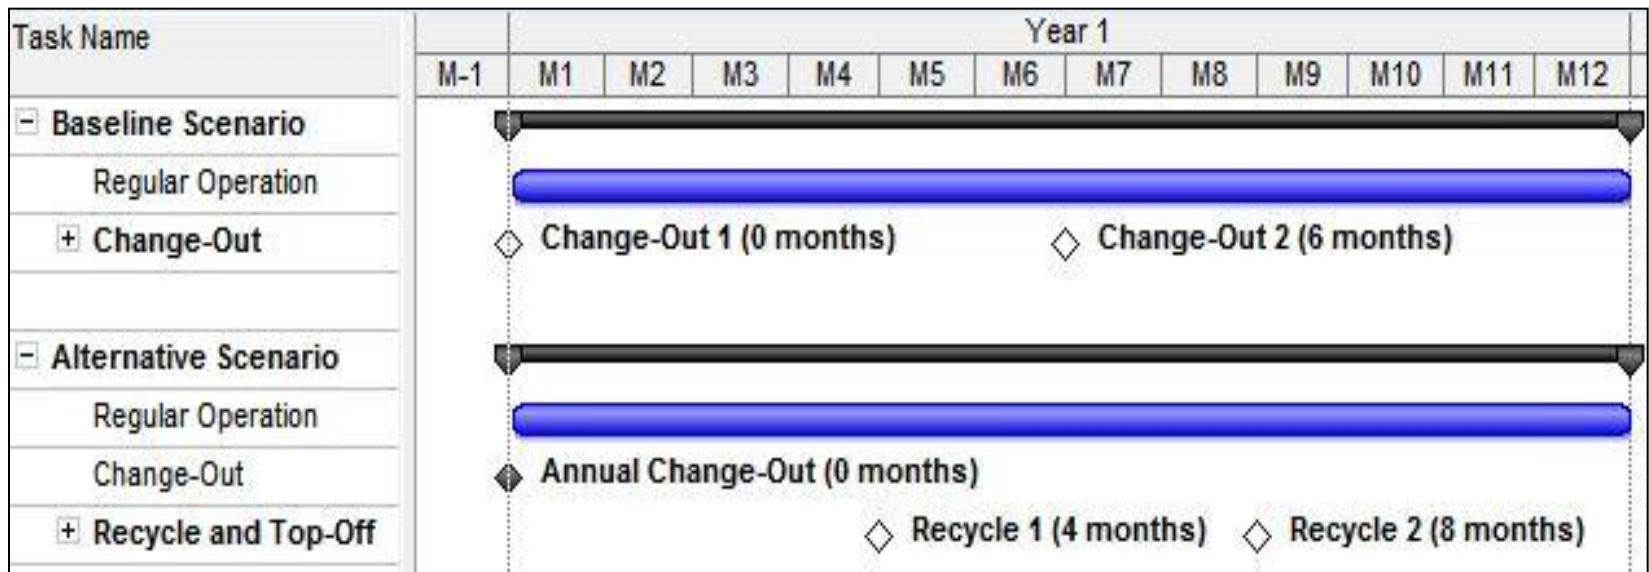 Task Name
Year 1
M-1 M1 M2 M3 M4 M5 M6 M7 M8 M9 M10 M11 M12
Baseline Scenario
Regular Operation
Change-Out Change-Out 1 (0 months) Change-Out 2 (6 months)
Alternative Scenario
Regular Operation
Change-Out Annual Change-Out (0 months)
Recycle and Top-Off Recycle 1 (4 months) Recycle 2 (8 months)